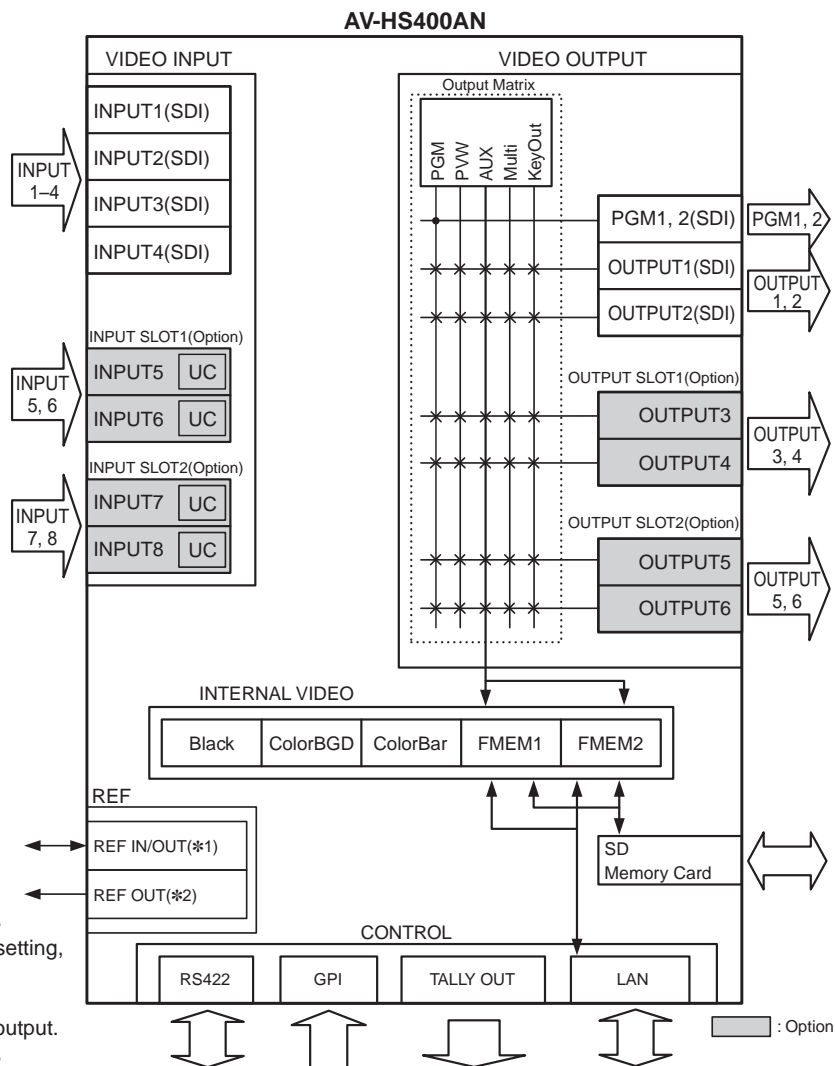 AV-HS400AN
VIDEO INPUT
INPUT1(SDI)
INPUT2(SDI)
INPUT3(SDI)
INPUT4(SDI)
INPUT
1–4
INPUT SLOT1(Option)
INPUT5 UC
INPUT6 UC
INPUT
5, 6
INPUT SLOT2(Option)
INPUT7 UC
INPUT8 UC
INPUT
7, 8
VIDEO OUTPUT
Output Matrix
PGM
PVW
AUX
Multi
KeyOut
PGM1, 2(SDI)
PGM1, 2
OUTPUT1(SDI)
OUTPUT2(SDI)
OUTPUT
1, 2
OUTPUT SLOT1(Option)
OUTPUT3
OUTPUT4
OUTPUT
3, 4
OUTPUT SLOT2(Option)
OUTPUT5
OUTPUT6
OUTPUT
5, 6
INTERNAL VIDEO
Black ColorBGD ColorBar FMEM1 FMEM2
REF
REF IN/OUT(✽1)
REF OUT(✽2)
SD
Memory Card
setting,
output.
CONTROL
RS422 GPI TALLY OUT LAN
: Option